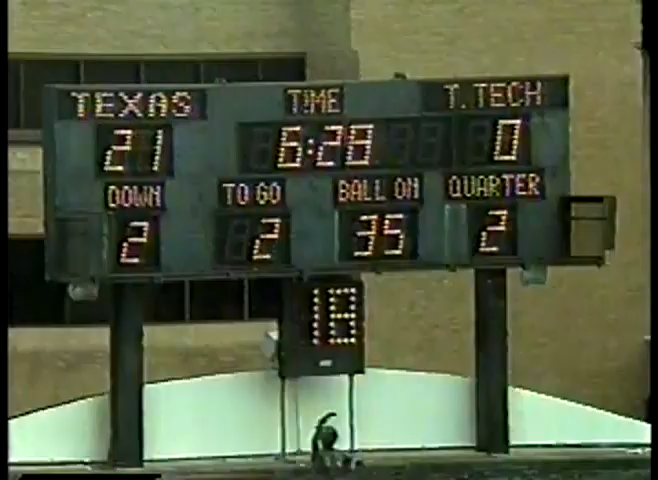 TEXAS TIME T.TECH
21 6:28 0
DOWN TO GO BALL ON QUARTER
2 2 35 2
18